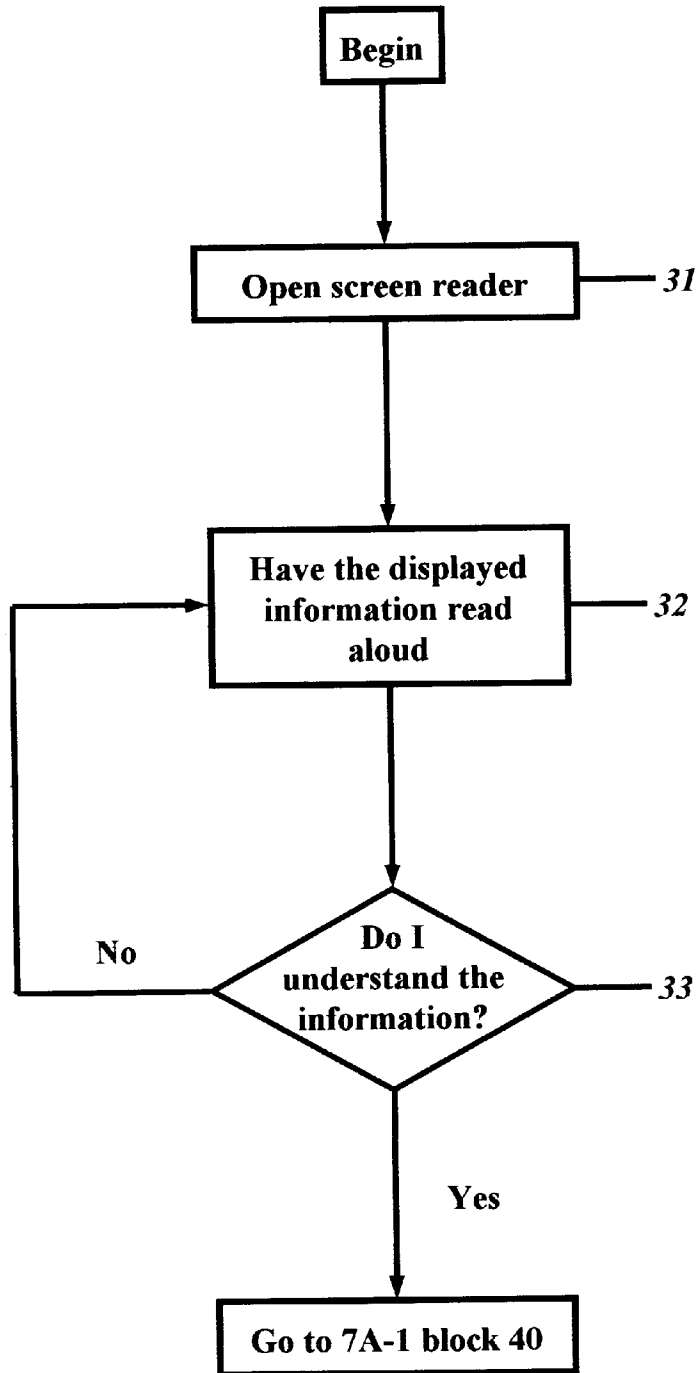 Begin
Open screen reader
31
Have the displayed
information read
aloud
32
No
Do I
understand the
information?
33
Yes
Go to 7A-1 block 40